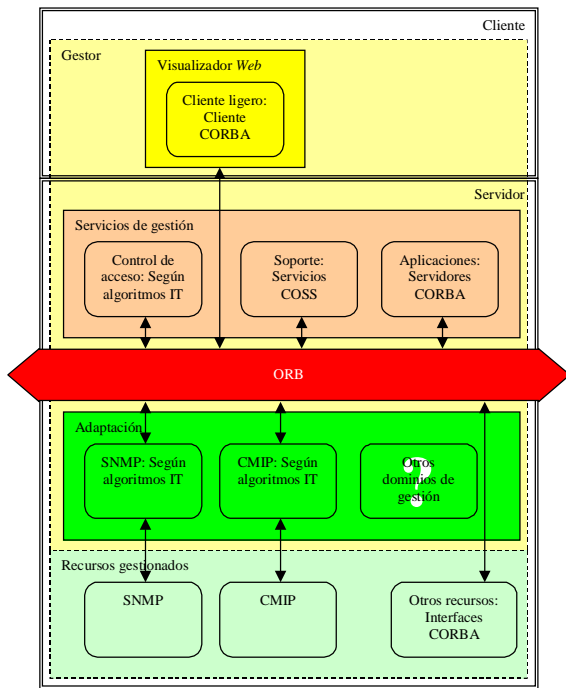 Cliente
Gestor
Visualizador Web
Cliente ligero:
Cliente
CORBA
Servidor
Servicios de gestión
Control de
acceso: Según
algoritmos IT
Soporte:
Servicios
COSS
Aplicaciones:
Servidores
CORBA
ORB
Adaptación
SNMP: Según
algoritmos IT
CMIP: Según
algoritmos IT
?
Otros
dominios de
gestión
Recursos gestionados
SNMP
CMIP
Otros recursos:
Interfaces
CORBA